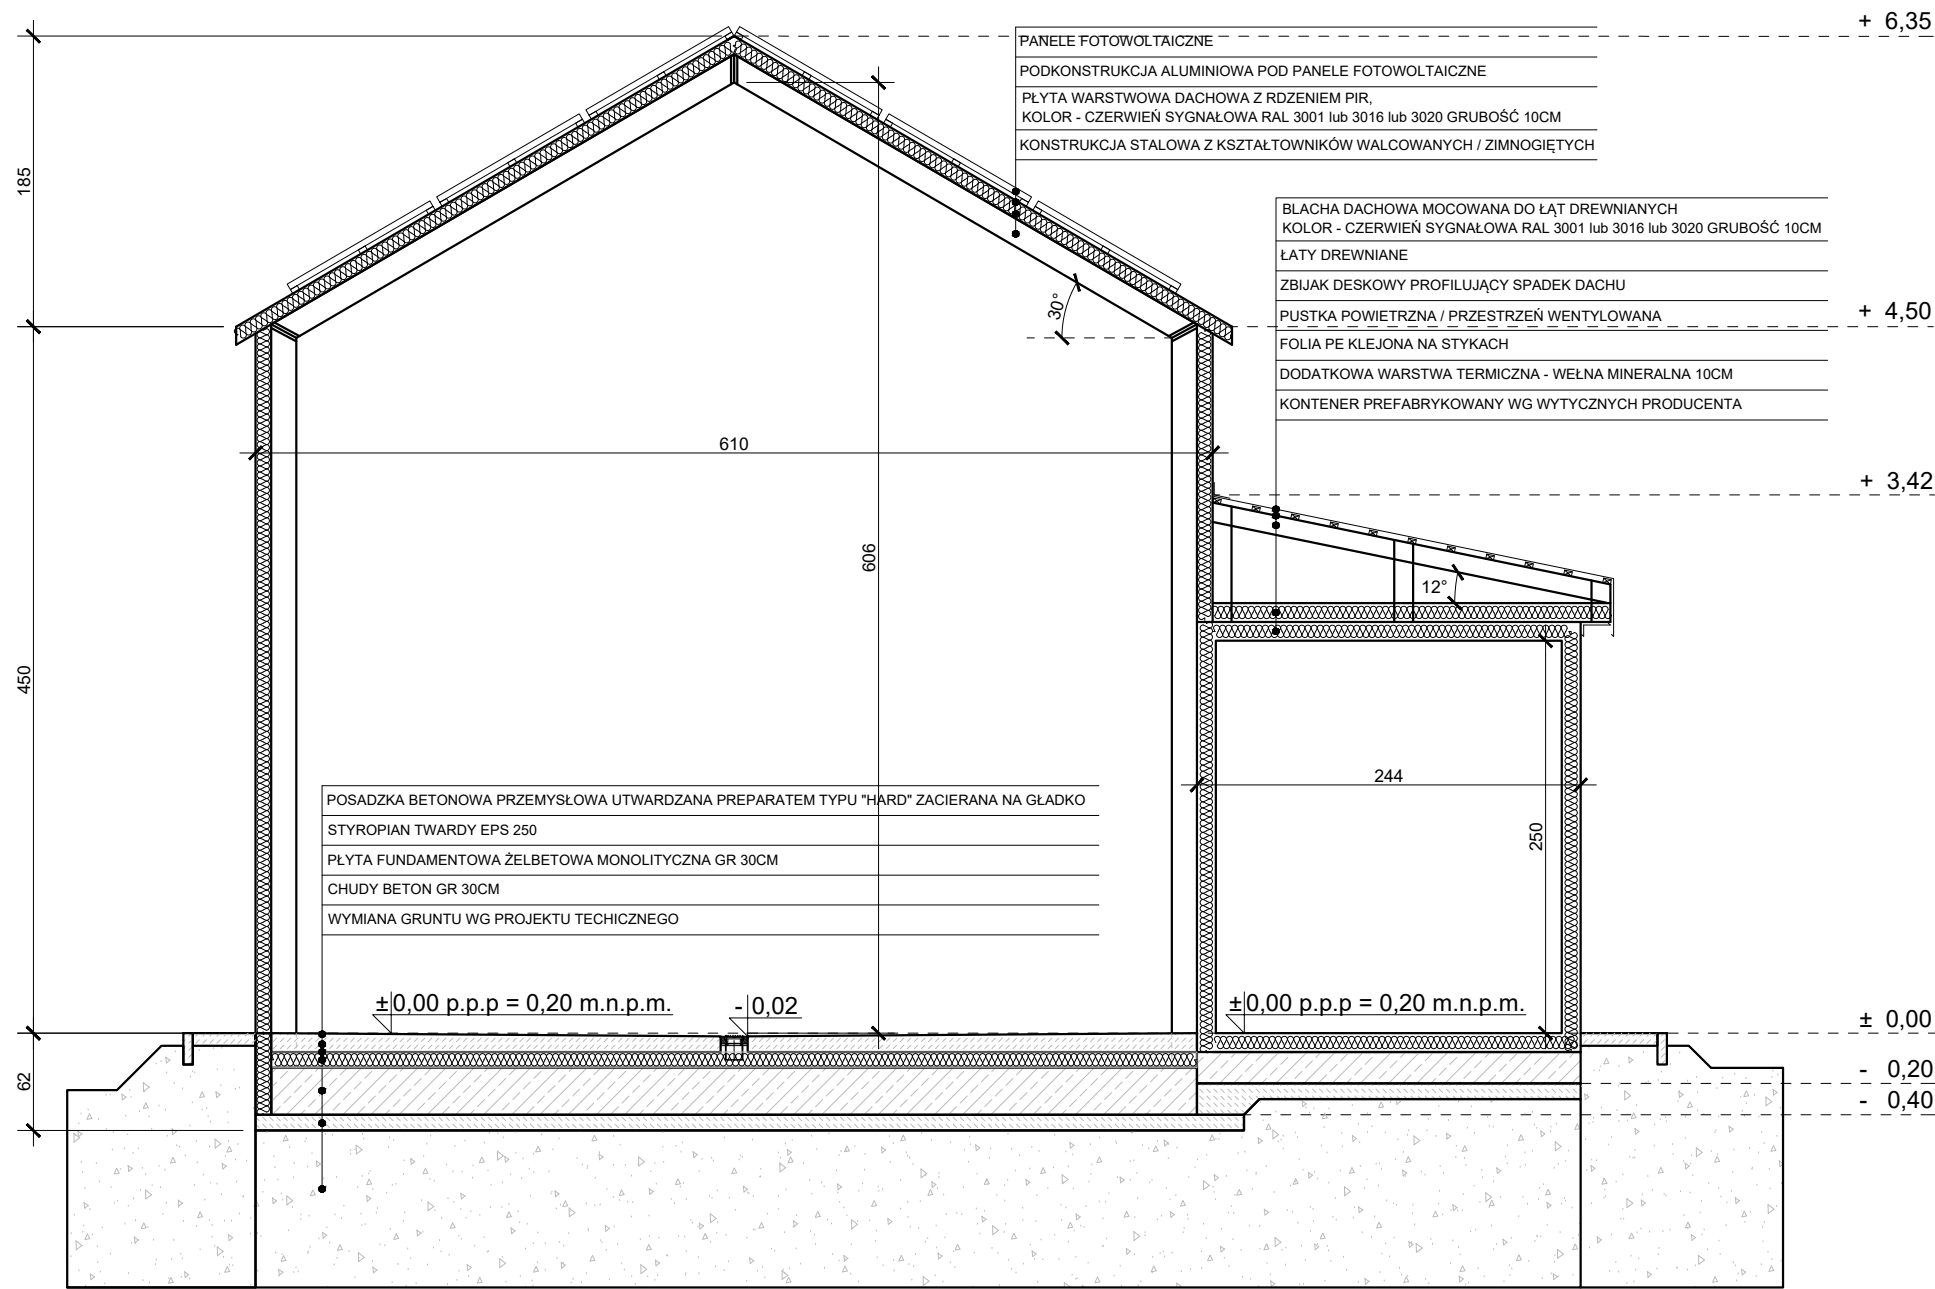 + 6,35
PANELE FOTOWOLTAICZNE
PODKONSTRUKCJA ALUMINIOWA POD PANELE FOTOWOLTAICZNE
PŁYTA WARSTWOWA DACHOWA Z RDZENIEM PIR,
KOLOR - CZERWIEŃ SYGNAŁOWA RAL 3001 lub 3016 lub 3020 GRUBOŚĆ 10CM
KONSTRUKCJA STALOWA Z KSZTAŁTOWNIKÓW WALCOWANYCH / ZIMNOGIĘTYCH
185
BLACHA DACHOWA MOCOWANA DO ŁĄT DREWNIANYCH
KOLOR - CZERWIEŃ SYGNAŁOWA RAL 3001 lub 3016 lub 3020 GRUBOŚĆ 10CM
ŁATY DREWNIANE
ZBIJAK DESKOWY PROFILUJĄCY SPADEK DACHU
PUSTKA POWIETRZNA / PRZESTRZEŃ WENTYLOWANA
FOLIA PE KLEJONA NA STYKACH
DODATKOWA WARSTWA TERMICZNA - WEŁNA MINERALNA 10CM
KONTENER PREFABRYKOWANY WG WYTYCZNYCH PRODUCENTA
30°
+ 4,50
610
+ 3,42
606
12°
450
244
250
POSADZKA BETONOWA PRZEMYSŁOWA UTWARDZANA PREPARATEM TYPU "HARD" ZACIERANA NA GŁADKO
STYROPIAN TWARDY EPS 250
PŁYTA FUNDAMENTOWA ŻELBETOWA MONOLITYCZNA GR 30CM
CHUDY BETON GR 30CM
WYMIANA GRUNTU WG PROJEKTU TECHICZNEGO
±0,00 p.p.p = 0,20 m.n.p.m.
-0,02
±0,00 p.p.p = 0,20 m.n.p.m.
± 0,00
62
- 0,20
- 0,40